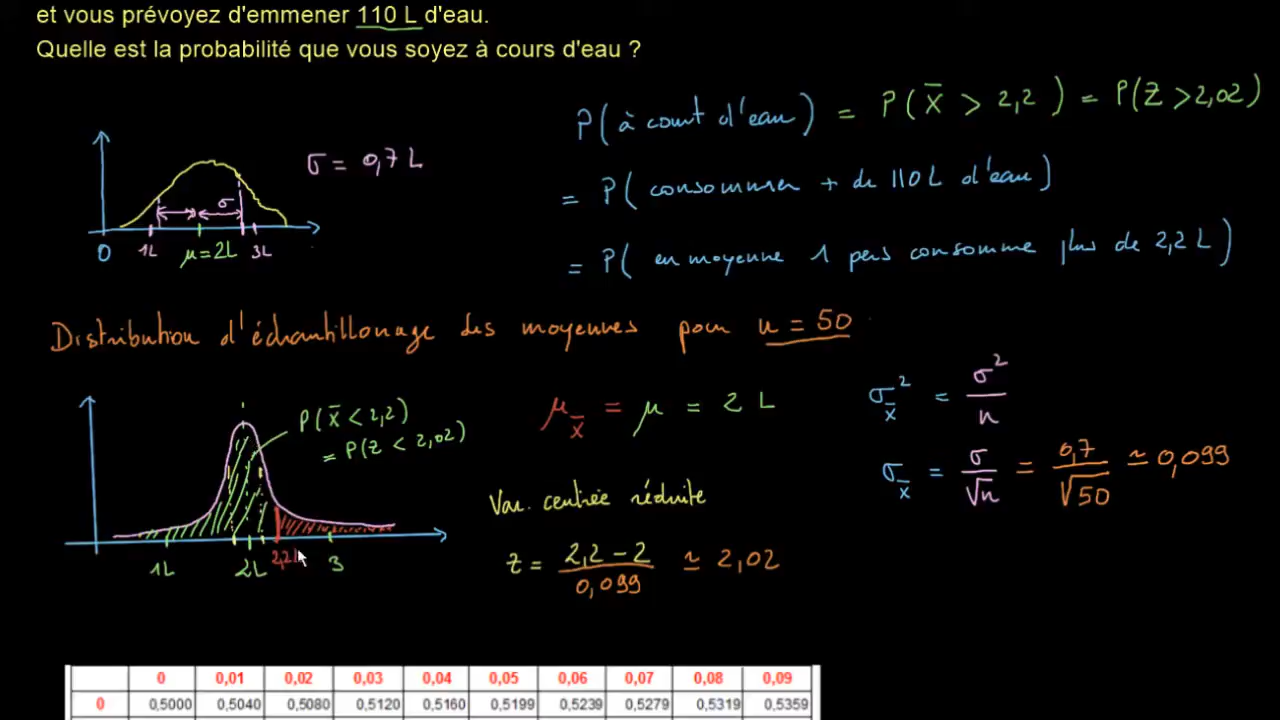 et vous prévoyez d'emmener 110 L d'eau.
Quelle est la probabilité que vous soyez à cours d'eau ?
P( à court d'eau ) = P( X̄ > 2,2 ) = P(Z > 2,02)
= P( consommer + de 110 L d'eau )
= P( en moyenne 1 pers consomme plus de 2,2 L )
σ = 0,7 L
σ
0 1L μ = 2L 3L
Distribution d'échantillonage des moyennes pour n = 50
P( X̄ < 2,2 )
= P( Z < 2,02 )
1L 2L 2,2L 3
μ_X̄ = μ = 2 L
σ_X̄² = σ²/n
σ_X̄ = σ/√n = 0,7/√50 ≃ 0,099
Var. centrée réduite
z = (2,2 − 2)/0,099 ≃ 2,02
0 0,01 0,02 0,03 0,04 0,05 0,06 0,07 0,08 0,09
0 0,5000 0,5040 0,5080 0,5120 0,5160 0,5199 0,5239 0,5279 0,5319 0,5359